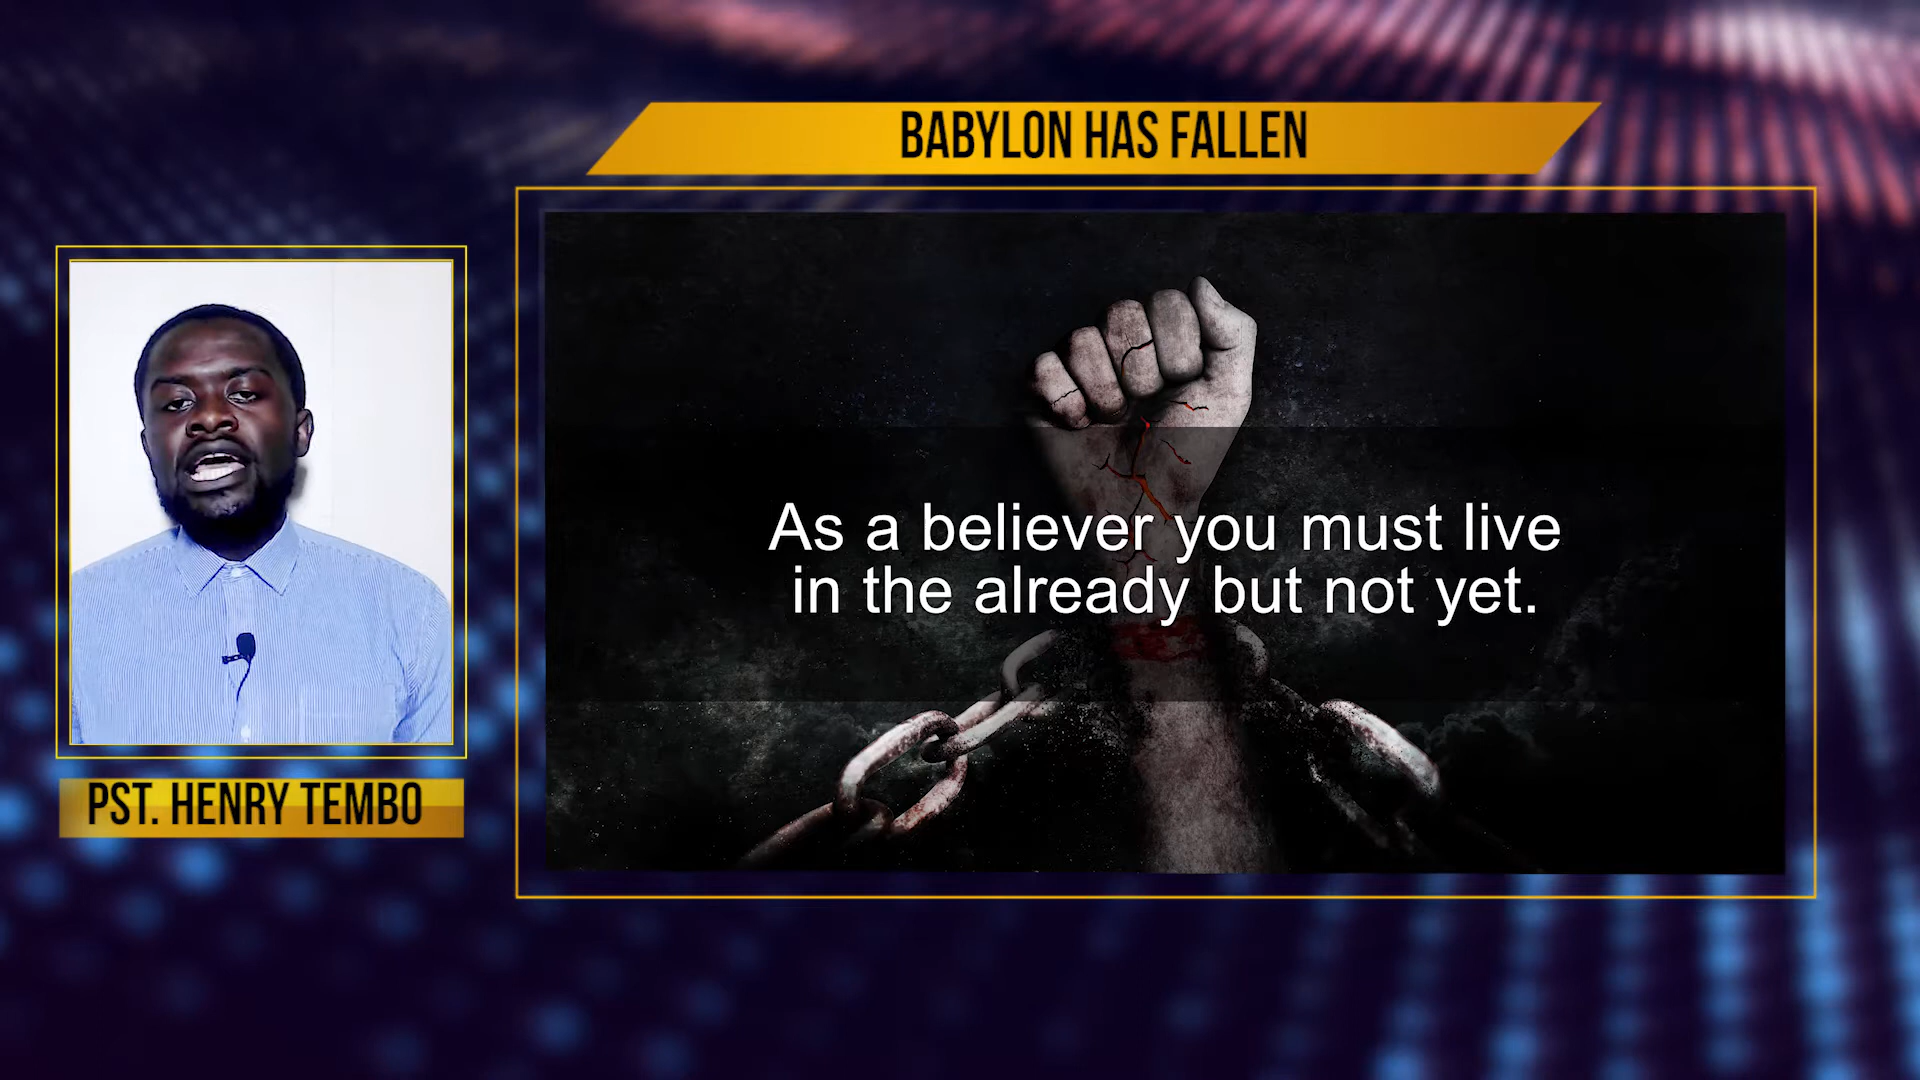 BABYLON HAS FALLEN
As a believer you must live
in the already but not yet.
PST. HENRY TEMBO